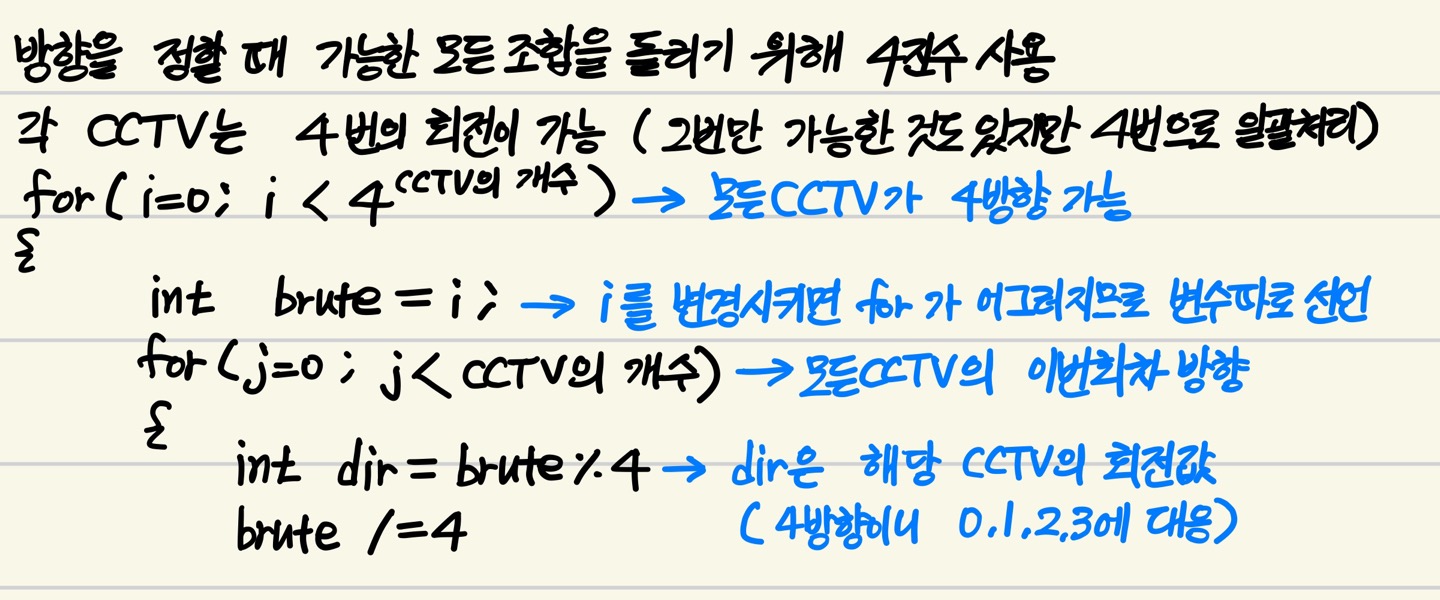 방향을 정할 때 가능한 모든 조합을 돌리기 위해 4진수 사용
각 CCTV는 4번의 회전이 가능 (2번만 가능한 것도 있지만 4번으로 일괄처리)
for(i=0; i < 4^CCTV의 개수) → 모든CCTV가 4방향 가능
{
int brute = i; → i를 변경시키면 for가 어그러지므로 변수따로 선언
for(j=0; j< CCTV의 개수) → 모든CCTV의 이번회차 방향
{
int dir = brute%4 → dir은 해당 CCTV의 회전값
brute /=4 (4방향이니 0.1.2.3에 대응)